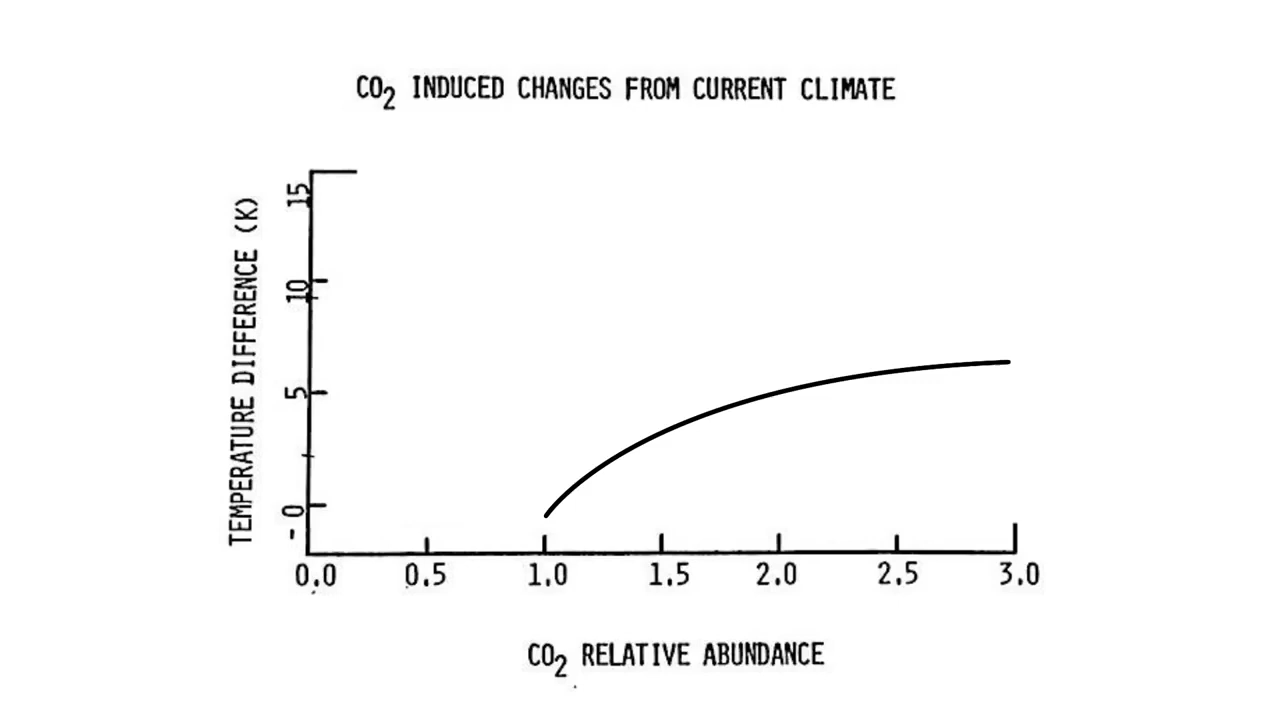 CO2 INDUCED CHANGES FROM CURRENT CLIMATE
TEMPERATURE DIFFERENCE (K)
15
10
5
- 0
0.0 0.5 1.0 1.5 2.0 2.5 3.0
CO2 RELATIVE ABUNDANCE